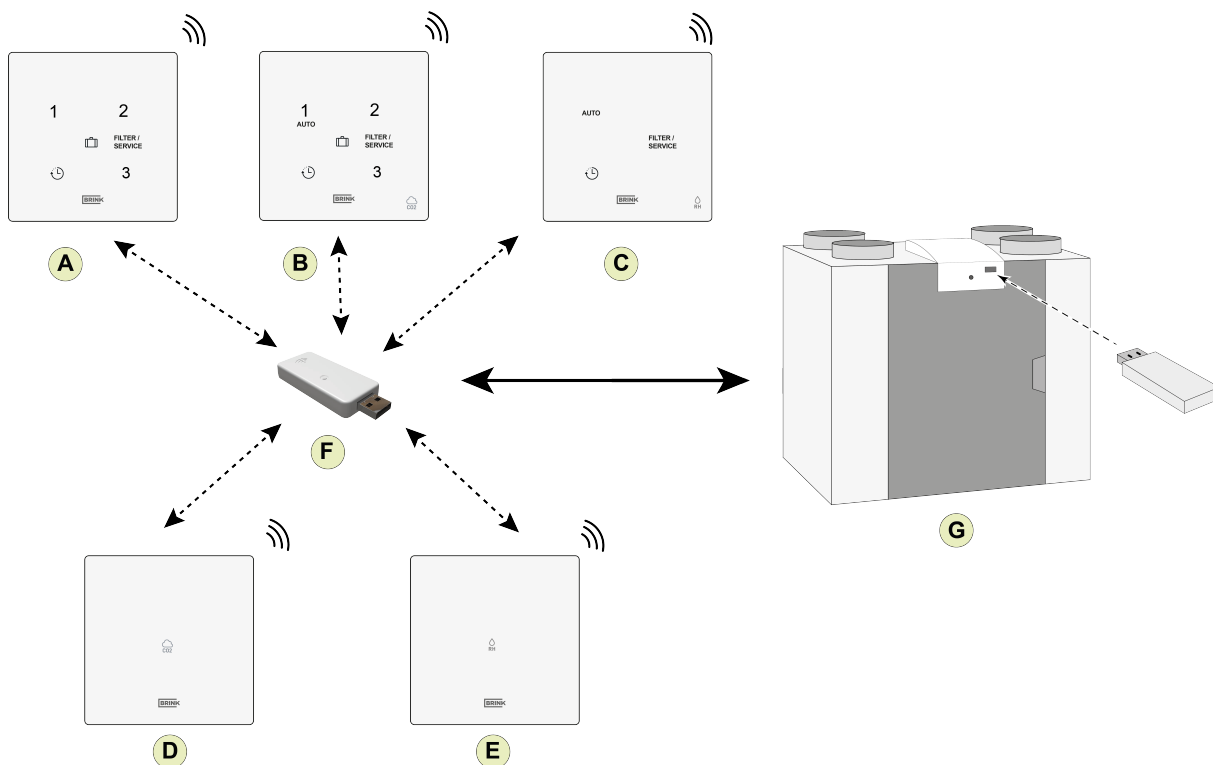 1 2
FILTER /
SERVICE
3
BRINK
A
1 2
AUTO
FILTER /
SERVICE
3
BRINK
CO2
B
AUTO
FILTER /
SERVICE
BRINK
RH
C
F
G
CO2
BRINK
D
RH
BRINK
E